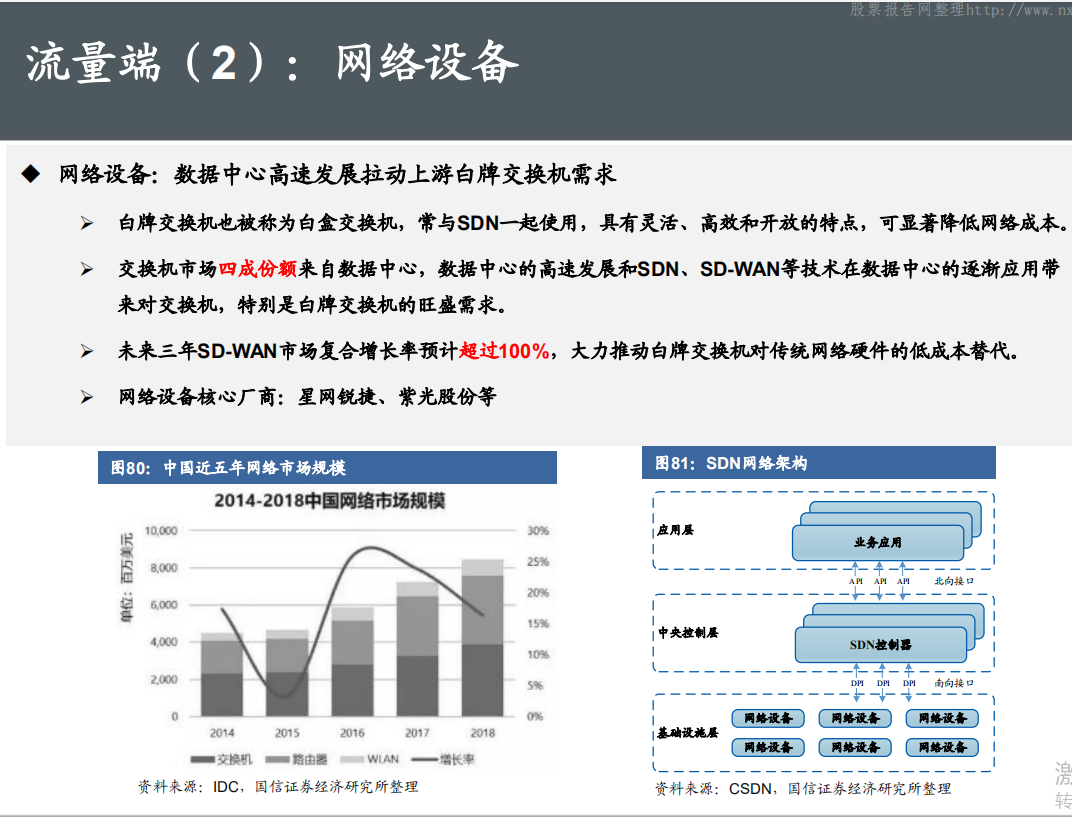 股票报告网整理http://www.nx
流量端（2）：网络设备
◆ 网络设备：数据中心高速发展拉动上游白牌交换机需求
➢ 白牌交换机也被称为白盒交换机，常与SDN一起使用，具有灵活、高效和开放的特点，可显著降低网络成本。
➢ 交换机市场四成份额来自数据中心，数据中心的高速发展和SDN、SD-WAN等技术在数据中心的逐渐应用带
来对交换机，特别是白牌交换机的旺盛需求。
➢ 未来三年SD-WAN市场复合增长率预计超过100%，大力推动白牌交换机对传统网络硬件的低成本替代。
➢ 网络设备核心厂商：星网锐捷、紫光股份等
图80：中国近五年网络市场规模
2014-2018中国网络市场规模
单位：百万美元
10,000 30%
25%
8,000
20%
6,000
15%
4,000
10%
2,000
5%
0 0%
2014 2015 2016 2017 2018
交换机 路由器 WLAN 增长率
资料来源：IDC，国信证券经济研究所整理
图81：SDN网络架构
应用层
业务应用
API API API 北向接口
中央控制层
SDN控制器
DPI DPI DPI 南向接口
基础设施层
网络设备 网络设备 网络设备
网络设备 网络设备 网络设备
资料来源：CSDN，国信证券经济研究所整理
激
转